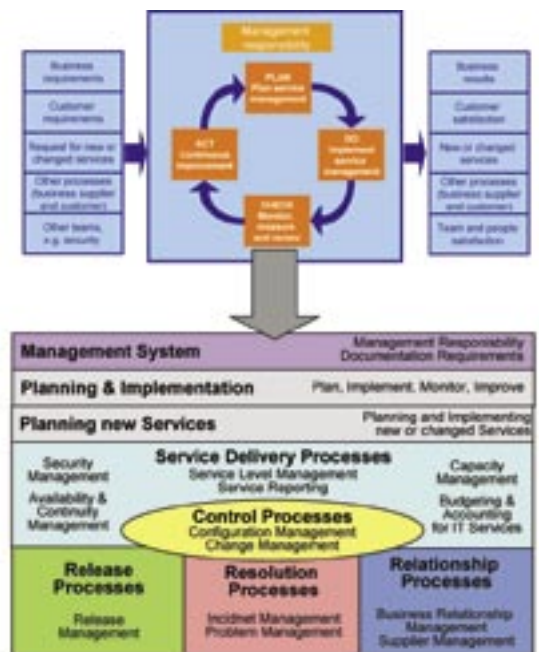 Management
responsibility
Business
requirements
Customer
requirements
Request for new or
changed services
Other processes
(business supplier
and customer)
Other teams,
e.g. security
PLAN
Plan service
management
DO
Implement
service
management
CHECK
Monitor,
measure
and review
ACT
Continuous
improvement
Business
results
Customer
satisfaction
New or changed
services
Other processes
(business supplier
and customer)
Team and people
satisfaction
Management System
Management Responsibility
Documentation Requirements
Planning & Implementation
Plan, Implement, Monitor, Improve
Planning new Services
Planning and Implementing
new or changed Services
Service Delivery Processes
Service Level Management
Service Reporting
Security
Management
Availability &
Continuity
Management
Capacity
Management
Budgeting &
Accounting
for IT Services
Control Processes
Configuration Management
Change Management
Release
Processes
Release
Management
Resolution
Processes
Incidnet Management
Problem Management
Relationship
Processes
Business Relationship
Management
Supplier Management